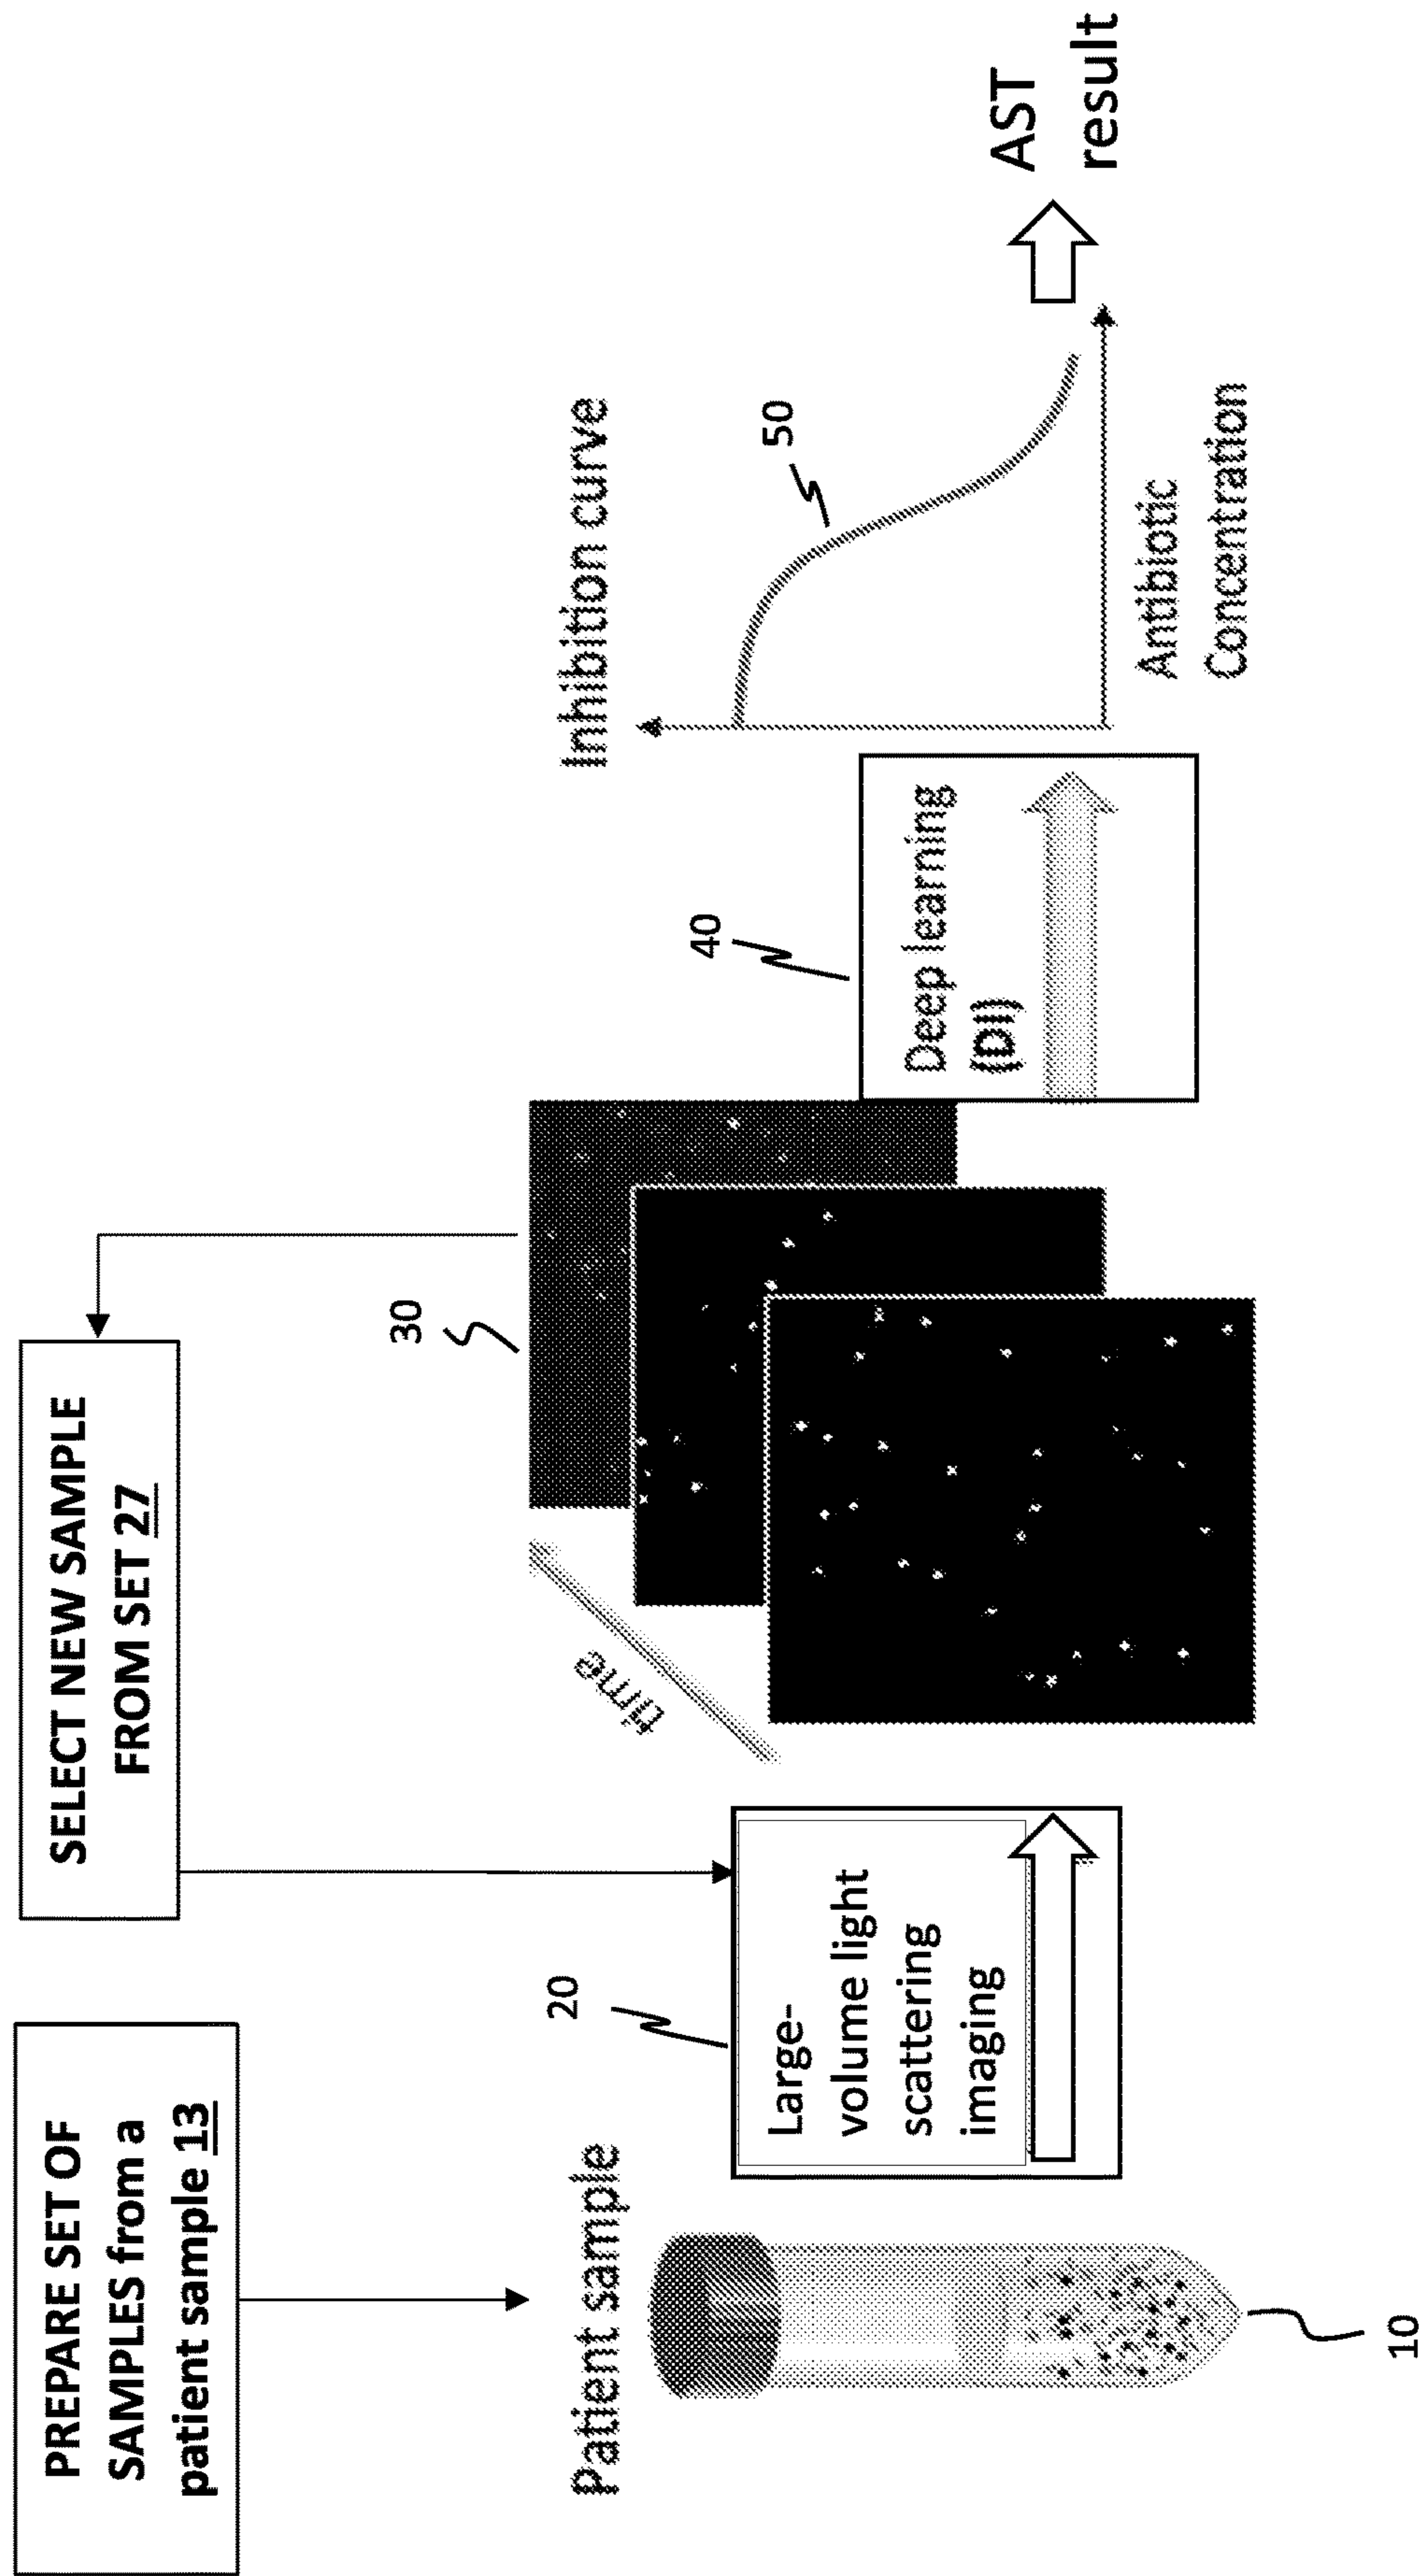 PREPARE SET OF
SAMPLES from a
patient sample 13
SELECT NEW SAMPLE
FROM SET 27
Patient sample
10
20
Large-
volume light
scattering
imaging
time
30
40
Deep learning
(DI)
Inhibition curve
50
Antibiotic
Concentration
AST
result